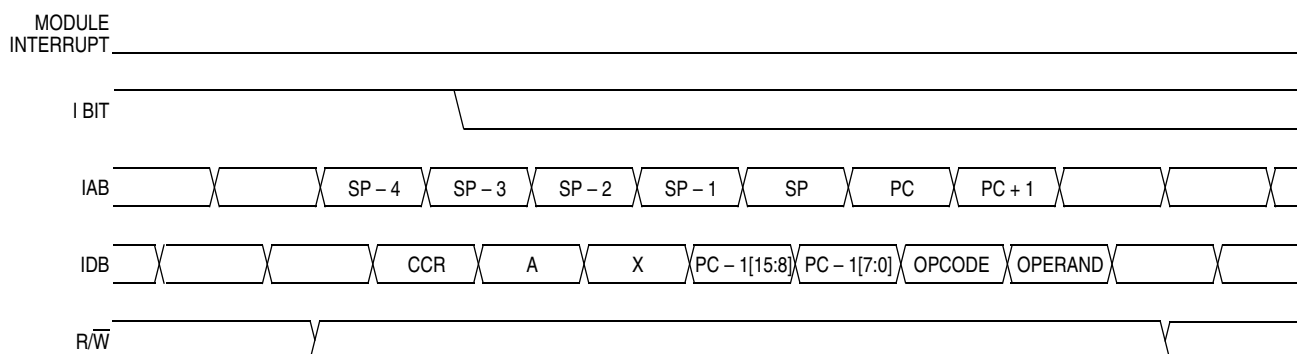 MODULE
INTERRUPT
I BIT
IAB SP – 4 SP – 3 SP – 2 SP – 1 SP PC PC + 1
IDB CCR A X PC – 1[15:8] PC – 1[7:0] OPCODE OPERAND
R/W̅